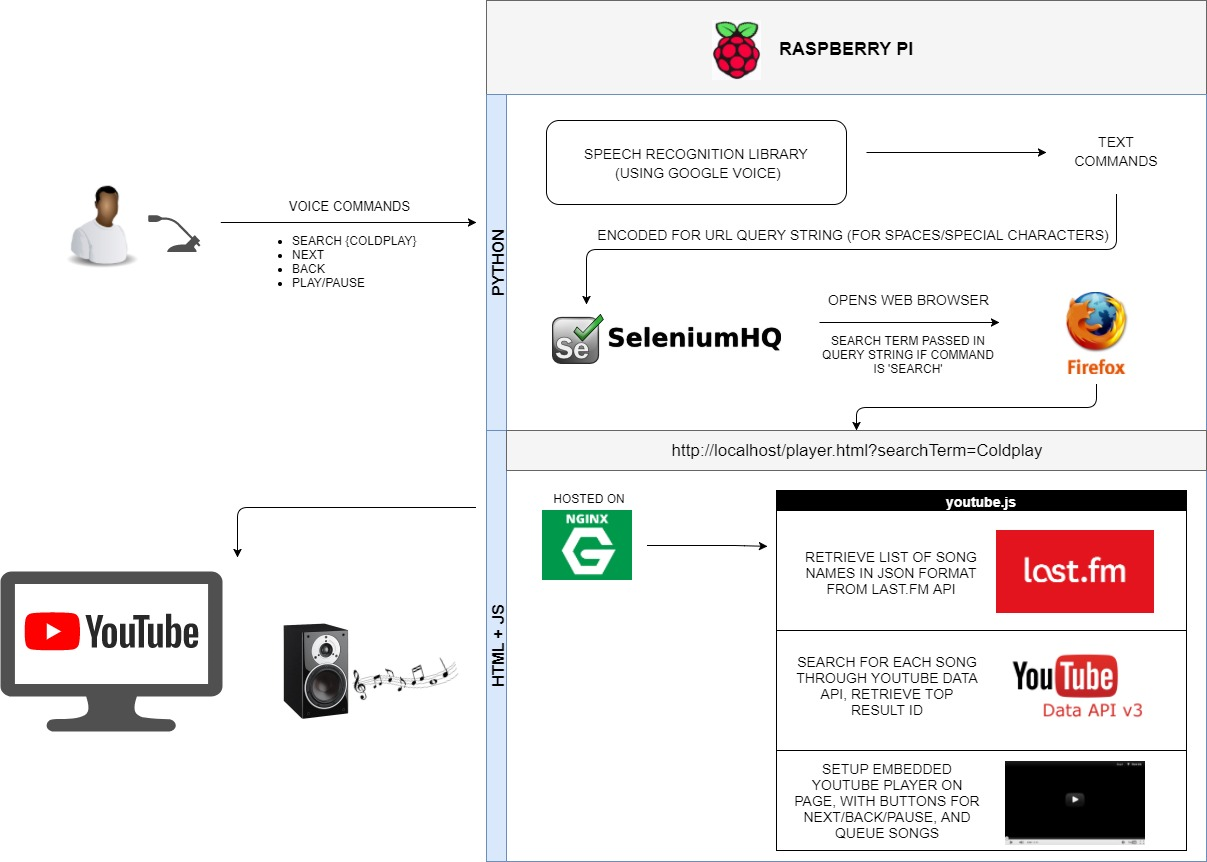 RASPBERRY PI
PYTHON
SPEECH RECOGNITION LIBRARY
(USING GOOGLE VOICE)
TEXT
COMMANDS
VOICE COMMANDS
SEARCH {COLDPLAY}
NEXT
BACK
PLAY/PAUSE
ENCODED FOR URL QUERY STRING (FOR SPACES/SPECIAL CHARACTERS)
Se
SeleniumHQ
OPENS WEB BROWSER
SEARCH TERM PASSED IN
QUERY STRING IF COMMAND
IS 'SEARCH'
Firefox
HTML + JS
http://localhost/player.html?searchTerm=Coldplay
HOSTED ON
NGINX
G
youtube.js
RETRIEVE LIST OF SONG
NAMES IN JSON FORMAT
FROM LAST.FM API
last.fm
SEARCH FOR EACH SONG
THROUGH YOUTUBE DATA
API, RETRIEVE TOP
RESULT ID
YouTube
Data API v3
SETUP EMBEDDED
YOUTUBE PLAYER ON
PAGE, WITH BUTTONS FOR
NEXT/BACK/PAUSE, AND
QUEUE SONGS
YouTube